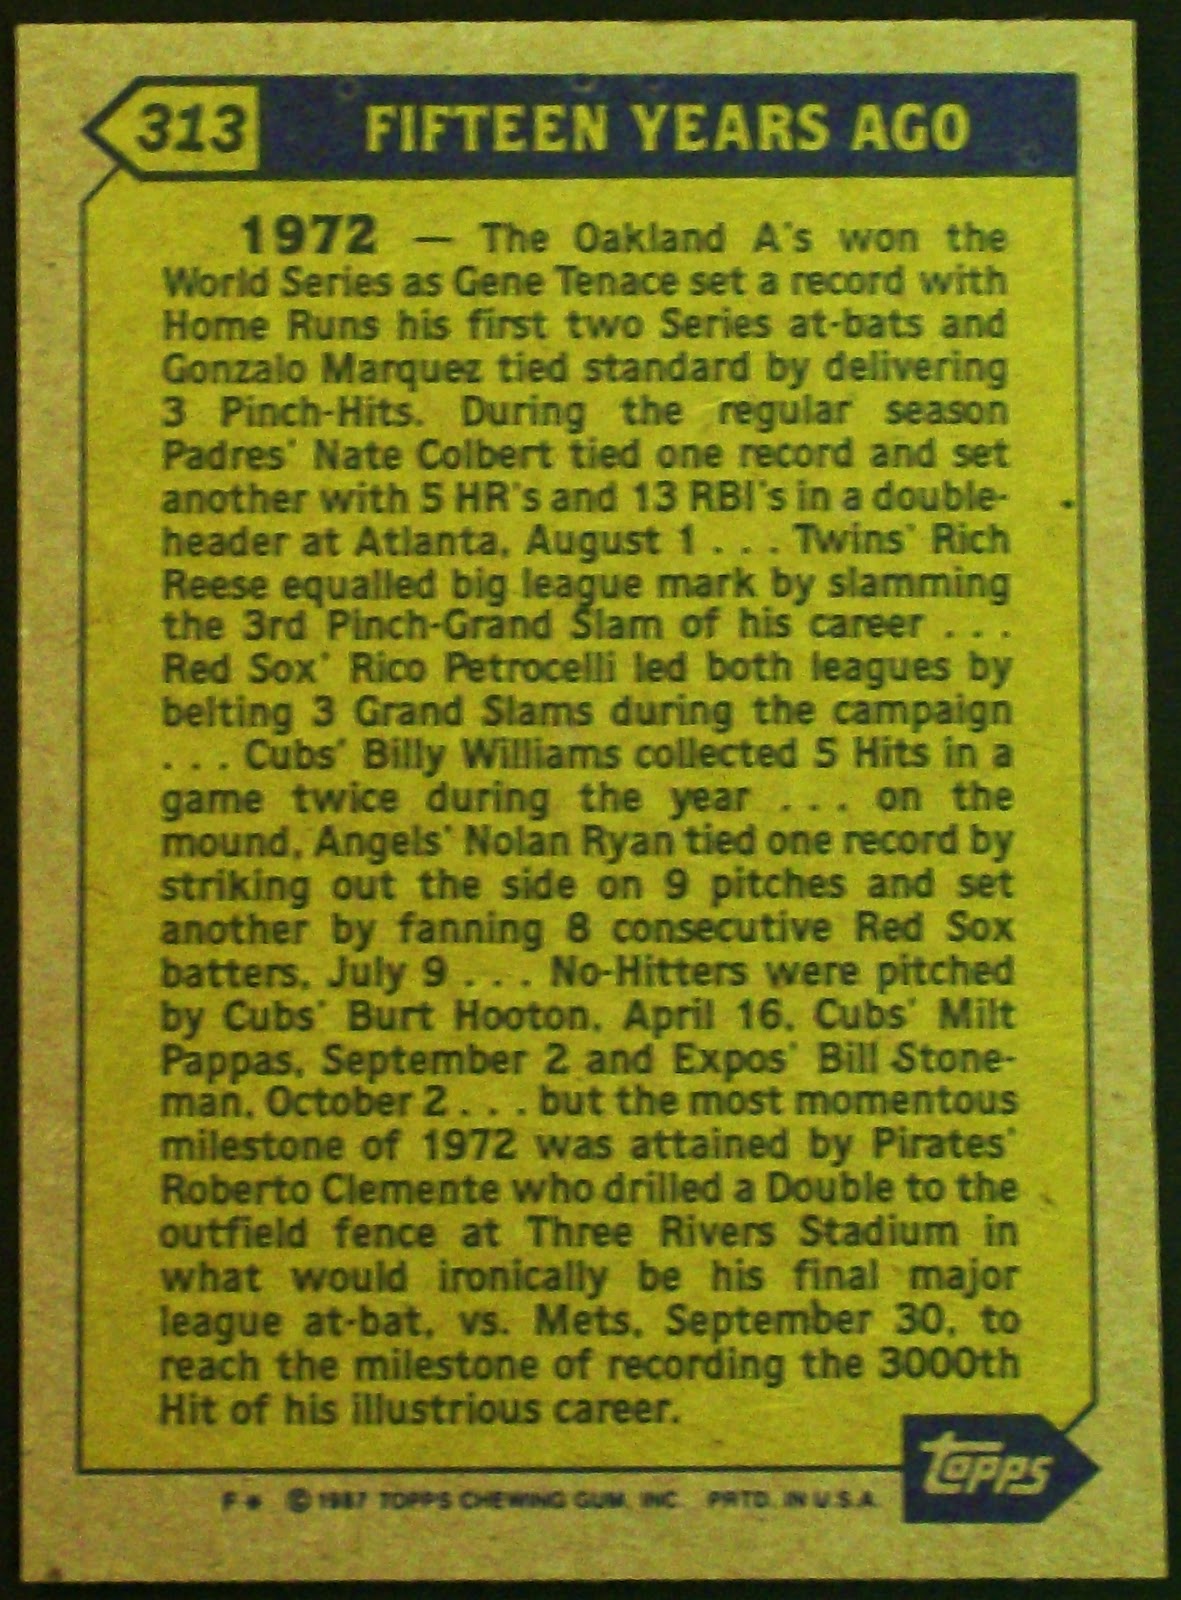 313 FIFTEEN YEARS AGO
1972 — The Oakland A's won the
World Series as Gene Tenace set a record with
Home Runs his first two Series at-bats and
Gonzalo Marquez tied standard by delivering
3 Pinch-Hits. During the regular season
Padres' Nate Colbert tied one record and set
another with 5 HR's and 13 RBI's in a double-
header at Atlanta, August 1 . . . Twins' Rich
Reese equalled big league mark by slamming
the 3rd Pinch-Grand Slam of his career . . .
Red Sox' Rico Petrocelli led both leagues by
belting 3 Grand Slams during the campaign
. . . Cubs' Billy Williams collected 5 Hits in a
game twice during the year . . . on the
mound, Angels' Nolan Ryan tied one record by
striking out the side on 9 pitches and set
another by fanning 8 consecutive Red Sox
batters, July 9 . . . No-Hitters were pitched
by Cubs' Burt Hooton, April 16, Cubs' Milt
Pappas, September 2 and Expos' Bill Stone-
man, October 2 . . . but the most momentous
milestone of 1972 was attained by Pirates'
Roberto Clemente who drilled a Double to the
outfield fence at Three Rivers Stadium in
what would ironically be his final major
league at-bat, vs. Mets, September 30, to
reach the milestone of recording the 3000th
Hit of his illustrious career.
topps
F* © 1987 TOPPS CHEWING GUM, INC. PRTD. IN U.S.A.